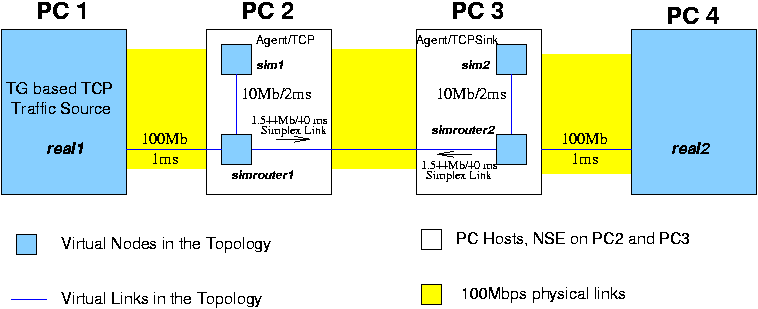 PC 1
PC 2
PC 3
PC 4
Agent/TCP
Agent/TCPSink
sim1
sim2
TG based TCP
Traffic Source
10Mb/2ms
10Mb/2ms
1.544Mb/40 ms
Simplex Link
simrouter2
100Mb
100Mb
real1
real2
1ms
1ms
1.544Mb/40 ms
Simplex Link
simrouter1
Virtual Nodes in the Topology
PC Hosts, NSE on PC2 and PC3
Virtual Links in the Topology
100Mbps physical links